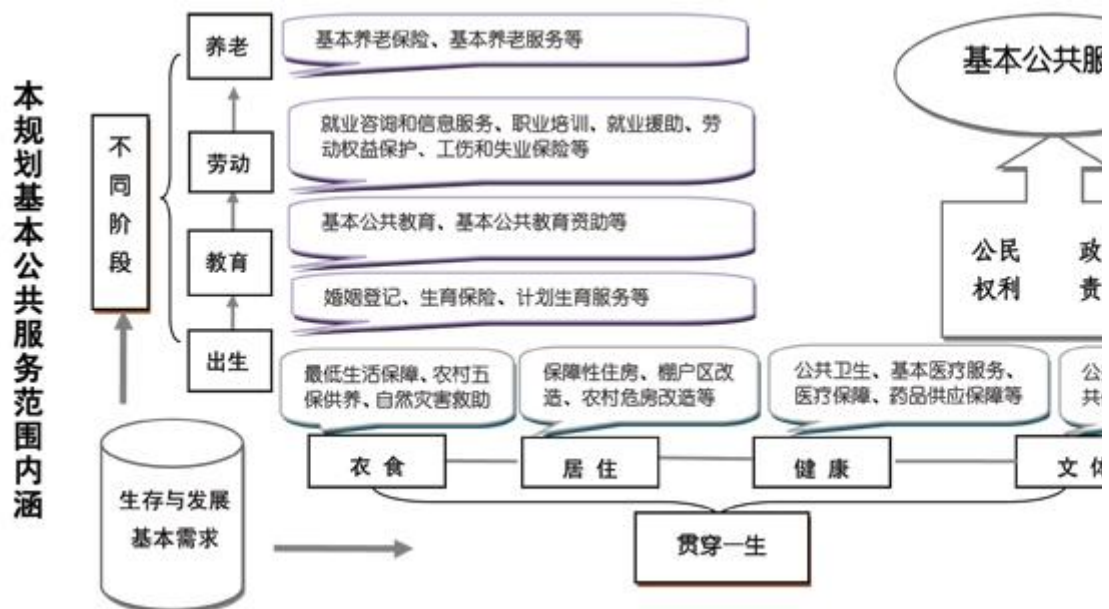 本规划基本公共服务范围内涵
不同阶段
养老
基本养老保险、基本养老服务等
劳动
就业咨询和信息服务、职业培训、就业援助、劳
动权益保护、工伤和失业保险等
教育
基本公共教育、基本公共教育资助等
出生
婚姻登记、生育保险、计划生育服务等
基本公共服
公民
权利
政
责
最低生活保障、农村五
保供养、自然灾害救助
保障性住房、棚户区改
造、农村危房改造等
公共卫生、基本医疗服务、
医疗保障、药品供应保障等
公
共
衣食
居住
健康
文体
生存与发展
基本需求
贯穿一生